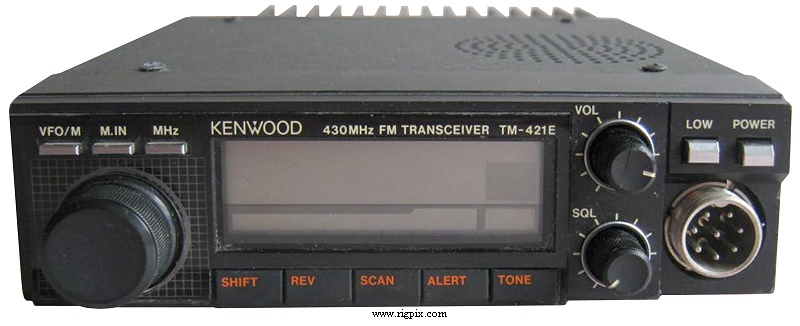 VOL
VFO/M M.IN MHz KENWOOD 430MHz FM TRANSCEIVER TM-421E LOW POWER
SQL
SHIFT REV SCAN ALERT TONE
www.rigpix.com